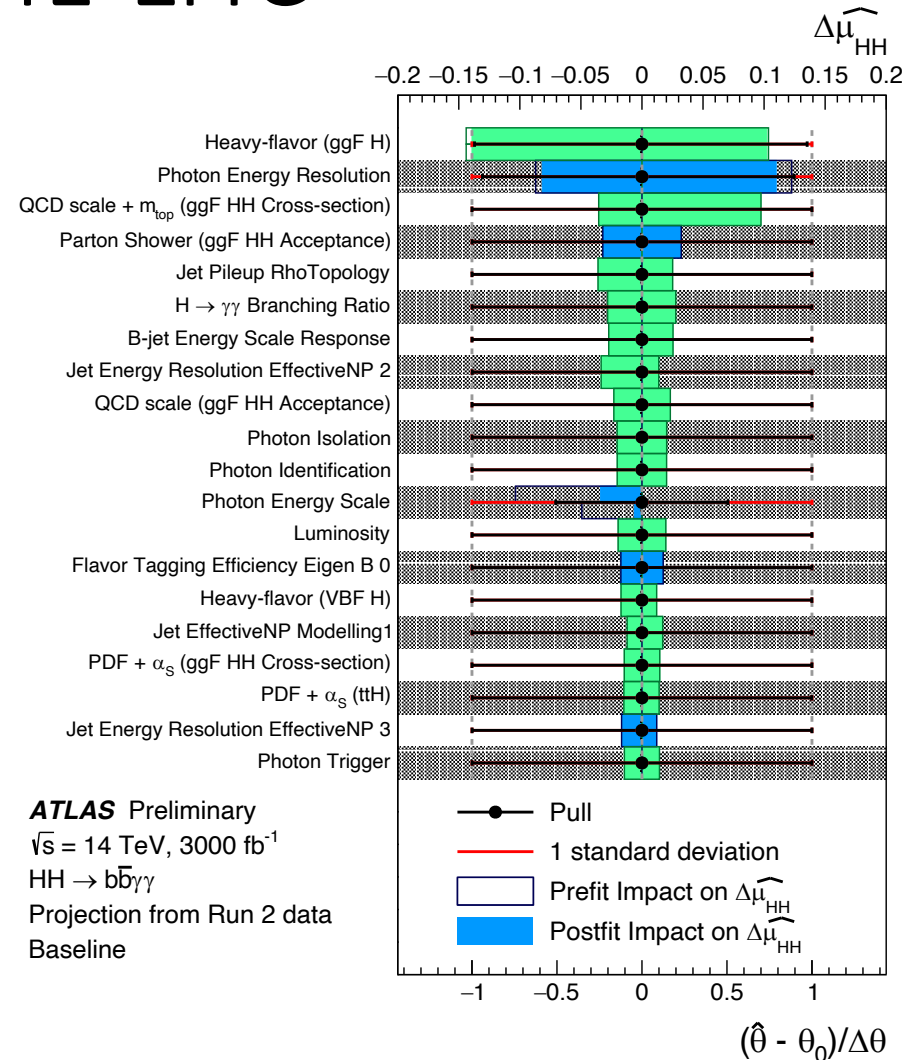 Δμ̂_HH
−0.2 −0.15 −0.1 −0.05 0 0.05 0.1 0.15 0.2
Heavy-flavor (ggF H)
Photon Energy Resolution
QCD scale + m_top (ggF HH Cross-section)
Parton Shower (ggF HH Acceptance)
Jet Pileup RhoTopology
H → γγ Branching Ratio
B-jet Energy Scale Response
Jet Energy Resolution EffectiveNP 2
QCD scale (ggF HH Acceptance)
Photon Isolation
Photon Identification
Photon Energy Scale
Luminosity
Flavor Tagging Efficiency Eigen B 0
Heavy-flavor (VBF H)
Jet EffectiveNP Modelling1
PDF + α_S (ggF HH Cross-section)
PDF + α_S (ttH)
Jet Energy Resolution EffectiveNP 3
Photon Trigger
ATLAS Preliminary
√s = 14 TeV, 3000 fb⁻¹
HH → bb̅γγ
Projection from Run 2 data
Baseline
Pull
1 standard deviation
Prefit Impact on Δμ̂_HH
Postfit Impact on Δμ̂_HH
−1 −0.5 0 0.5 1
(θ̂ - θ₀)/Δθ